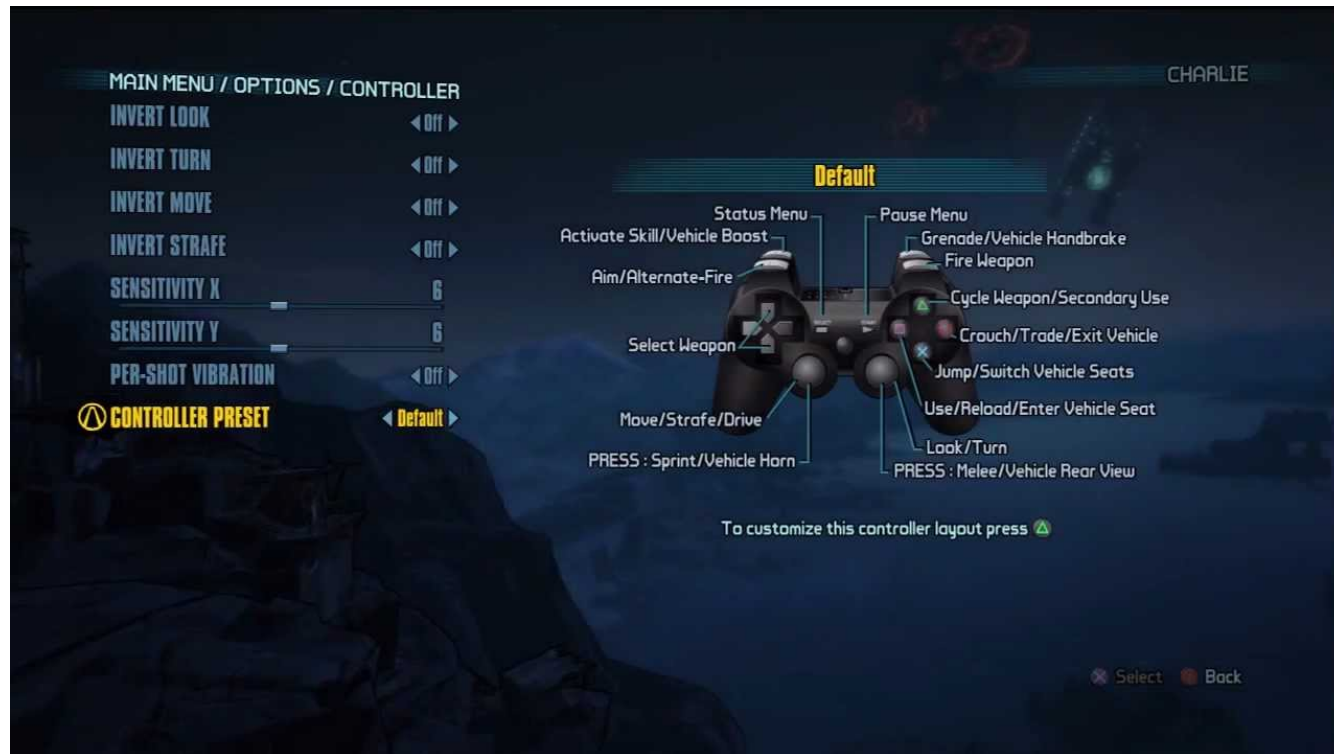 MAIN MENU / OPTIONS / CONTROLLER
CHARLIE
INVERT LOOK Off
INVERT TURN Off
INVERT MOVE Off
INVERT STRAFE Off
SENSITIVITY X 6
SENSITIVITY Y 6
PER-SHOT VIBRATION Off
CONTROLLER PRESET Default
Default
Status Menu
Pause Menu
Activate Skill/Vehicle Boost
Grenade/Vehicle Handbrake
Aim/Alternate-Fire
Fire Weapon
Cycle Weapon/Secondary Use
SELECT
START
Select Weapon
Crouch/Trade/Exit Vehicle
Jump/Switch Vehicle Seats
Move/Strafe/Drive
Use/Reload/Enter Vehicle Seat
Look/Turn
PRESS : Sprint/Vehicle Horn
PRESS : Melee/Vehicle Rear View
To customize this controller layout press
Select Back